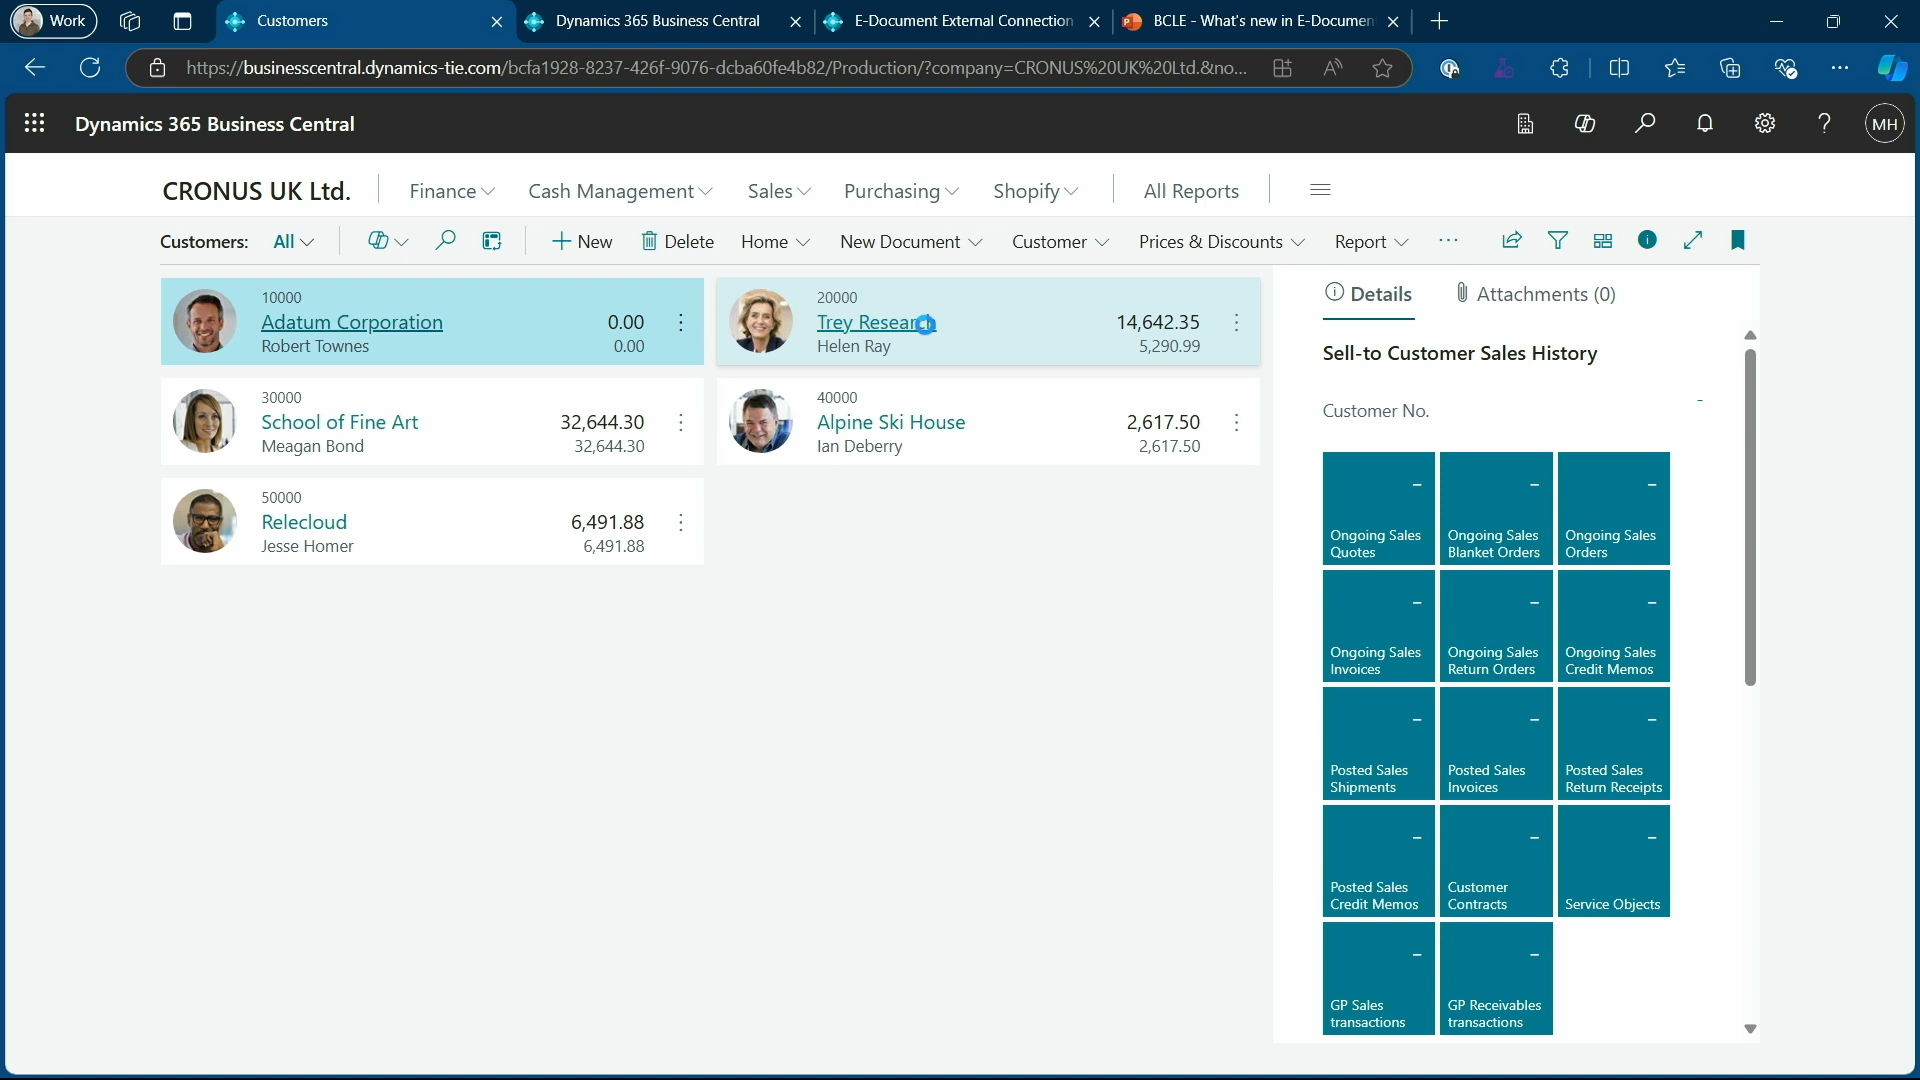 Work
Customers
Dynamics 365 Business Central
E-Document External Connection
BCLE - What's new in E-Documen
https://businesscentral.dynamics-tie.com/bcfa1928-8237-426f-9076-dcba60fe4b82/Production/?company=CRONUS%20UK%20Ltd.&no...
Dynamics 365 Business Central
MH
CRONUS UK Ltd.
Finance
Cash Management
Sales
Purchasing
Shopify
All Reports
Customers:
All
New
Delete
Home
New Document
Customer
Prices & Discounts
Report
10000
Adatum Corporation
0.00
Robert Townes
0.00
20000
Trey Research
14,642.35
Helen Ray
5,290.99
30000
School of Fine Art
32,644.30
Meagan Bond
32,644.30
40000
Alpine Ski House
2,617.50
Ian Deberry
2,617.50
50000
Relecloud
6,491.88
Jesse Homer
6,491.88
Details
Attachments (0)
Sell-to Customer Sales History
Customer No.
Ongoing Sales
Quotes
Ongoing Sales
Blanket Orders
Ongoing Sales
Orders
Ongoing Sales
Invoices
Ongoing Sales
Return Orders
Ongoing Sales
Credit Memos
Posted Sales
Shipments
Posted Sales
Invoices
Posted Sales
Return Receipts
Posted Sales
Credit Memos
Customer
Contracts
Service Objects
GP Sales
transactions
GP Receivables
transactions